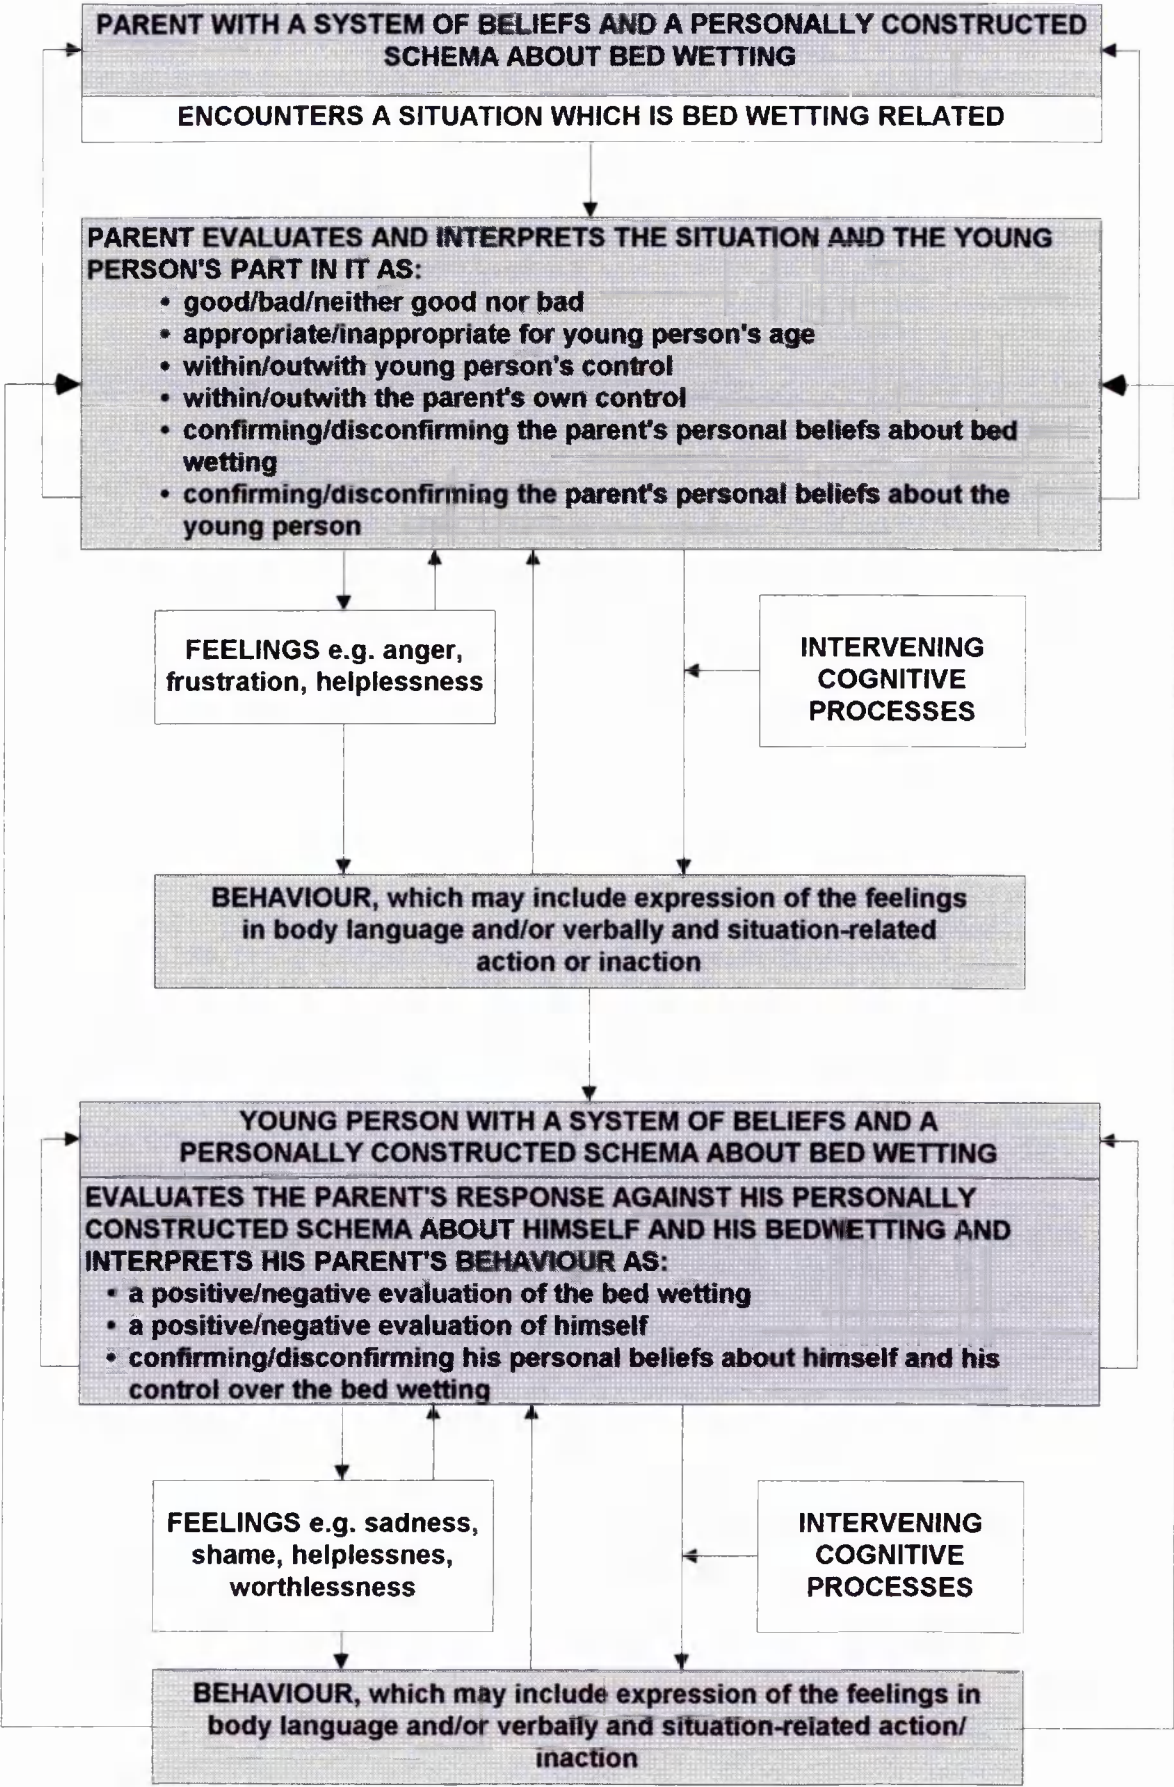 PARENT WITH A SYSTEM OF BELIEFS AND A PERSONALLY CONSTRUCTED
SCHEMA ABOUT BED WETTING
ENCOUNTERS A SITUATION WHICH IS BED WETTING RELATED
PARENT EVALUATES AND INTERPRETS THE SITUATION AND THE YOUNG
PERSON'S PART IN IT AS:
• good/bad/neither good nor bad
• appropriate/inappropriate for young person's age
• within/outwith young person's control
• within/outwith the parent's own control
• confirming/disconfirming the parent's personal beliefs about bed
wetting
• confirming/disconfirming the parent's personal beliefs about the
young person
FEELINGS e.g. anger,
frustration, helplessness
INTERVENING
COGNITIVE
PROCESSES
BEHAVIOUR, which may include expression of the feelings
in body language and/or verbally and situation-related
action or inaction
YOUNG PERSON WITH A SYSTEM OF BELIEFS AND A
PERSONALLY CONSTRUCTED SCHEMA ABOUT BED WETTING
EVALUATES THE PARENT'S RESPONSE AGAINST HIS PERSONALLY
CONSTRUCTED SCHEMA ABOUT HIMSELF AND HIS BEDWETTING AND
INTERPRETS HIS PARENT'S BEHAVIOUR AS:
• a positive/negative evaluation of the bed wetting
• a positive/negative evaluation of himself
• confirming/disconfirming his personal beliefs about himself and his
control over the bed wetting
FEELINGS e.g. sadness,
shame, helplessnes,
worthlessness
INTERVENING
COGNITIVE
PROCESSES
BEHAVIOUR, which may include expression of the feelings in
body language and/or verbally and situation-related action/
inaction